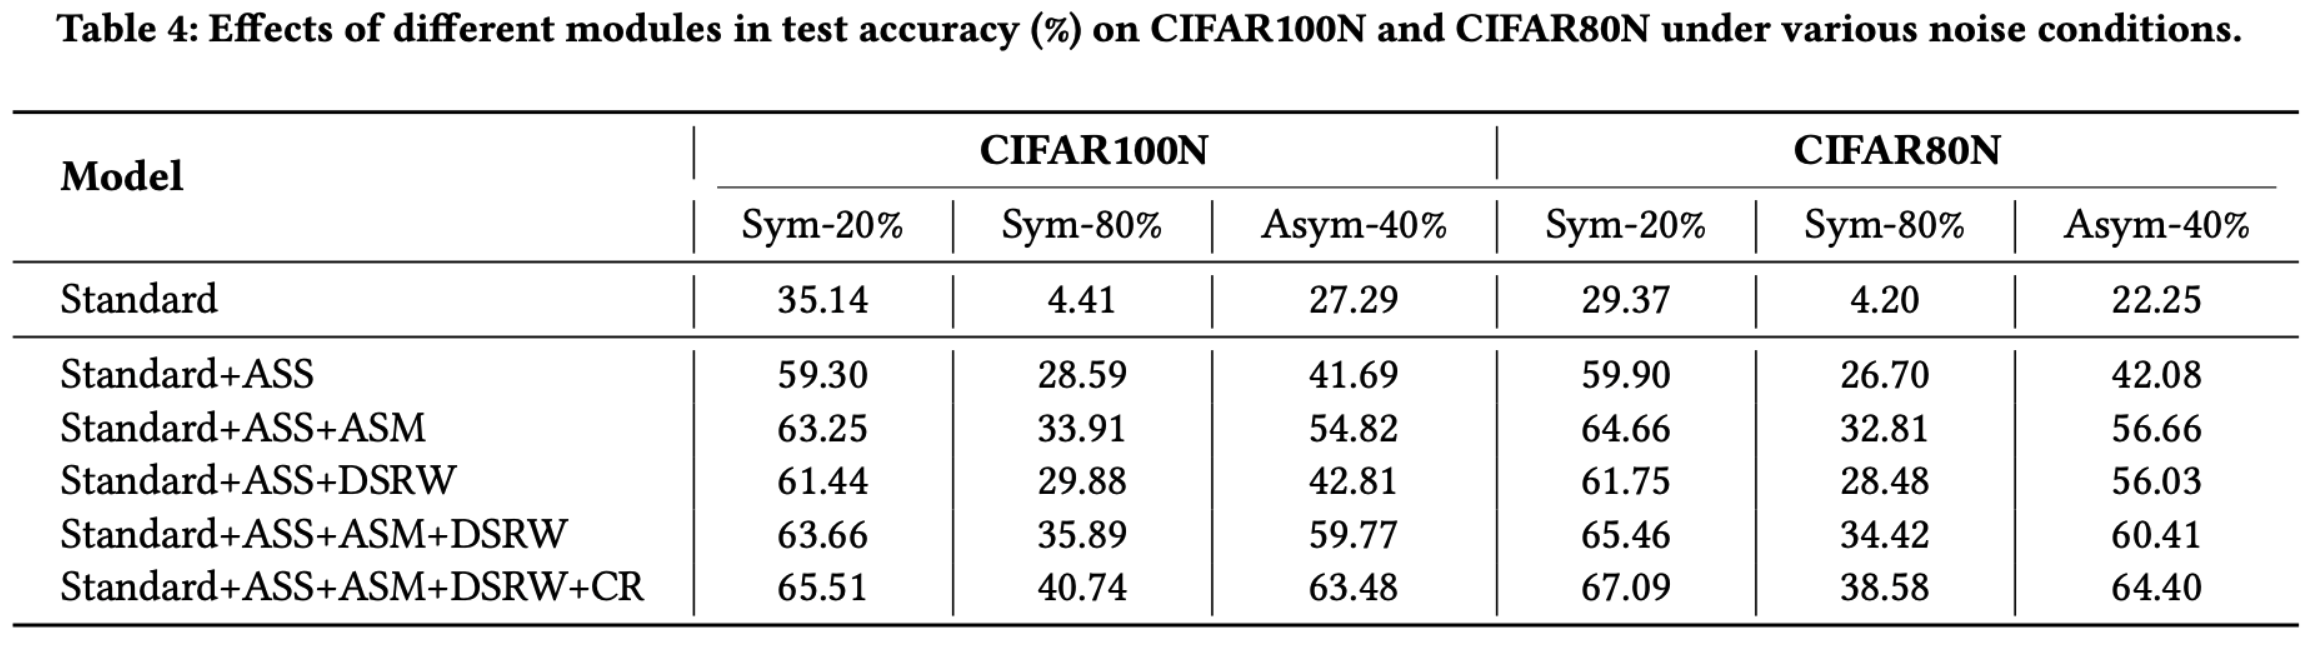 Table 4: Effects of different modules in test accuracy (%) on CIFAR100N and CIFAR80N under various noise conditions.
Model CIFAR100N CIFAR80N
Sym-20% Sym-80% Asym-40% Sym-20% Sym-80% Asym-40%
Standard 35.14 4.41 27.29 29.37 4.20 22.25
Standard+ASS 59.30 28.59 41.69 59.90 26.70 42.08
Standard+ASS+ASM 63.25 33.91 54.82 64.66 32.81 56.66
Standard+ASS+DSRW 61.44 29.88 42.81 61.75 28.48 56.03
Standard+ASS+ASM+DSRW 63.66 35.89 59.77 65.46 34.42 60.41
Standard+ASS+ASM+DSRW+CR 65.51 40.74 63.48 67.09 38.58 64.40